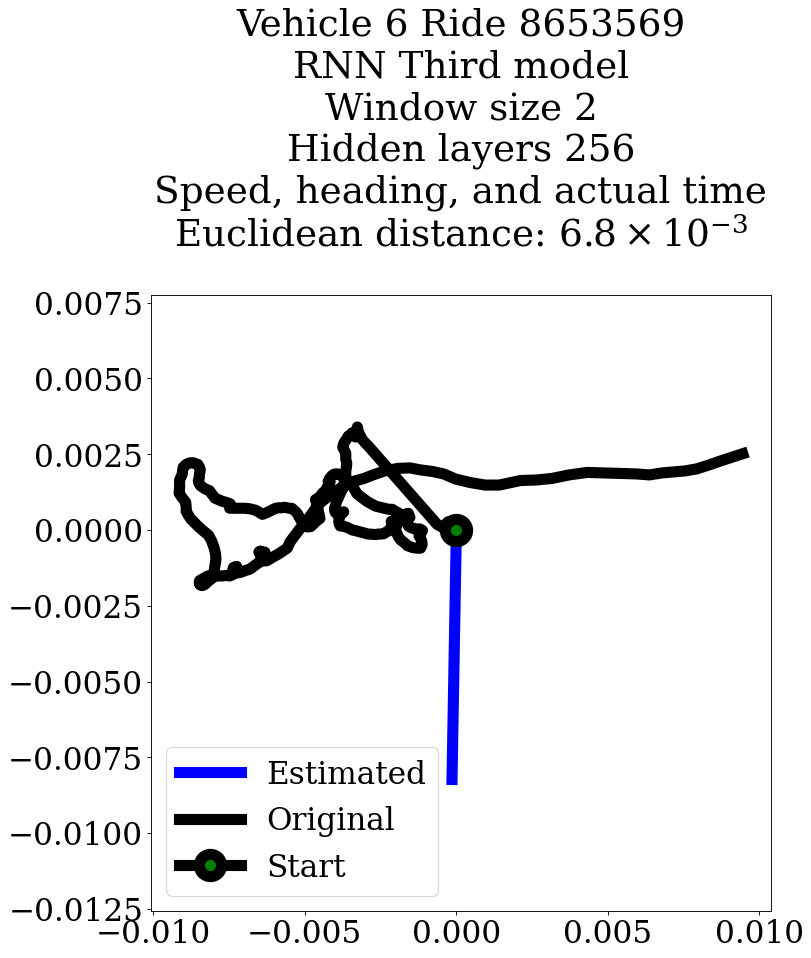 Vehicle 6 Ride 8653569
RNN Third model
Window size 2
Hidden layers 256
Speed, heading, and actual time
Euclidean distance: 6.8 × 10⁻³
0.0075
0.0050
0.0025
0.0000
−0.0025
−0.0050
−0.0075
−0.0100
−0.0125
Estimated
Original
Start
−0.010 −0.005 0.000 0.005 0.010